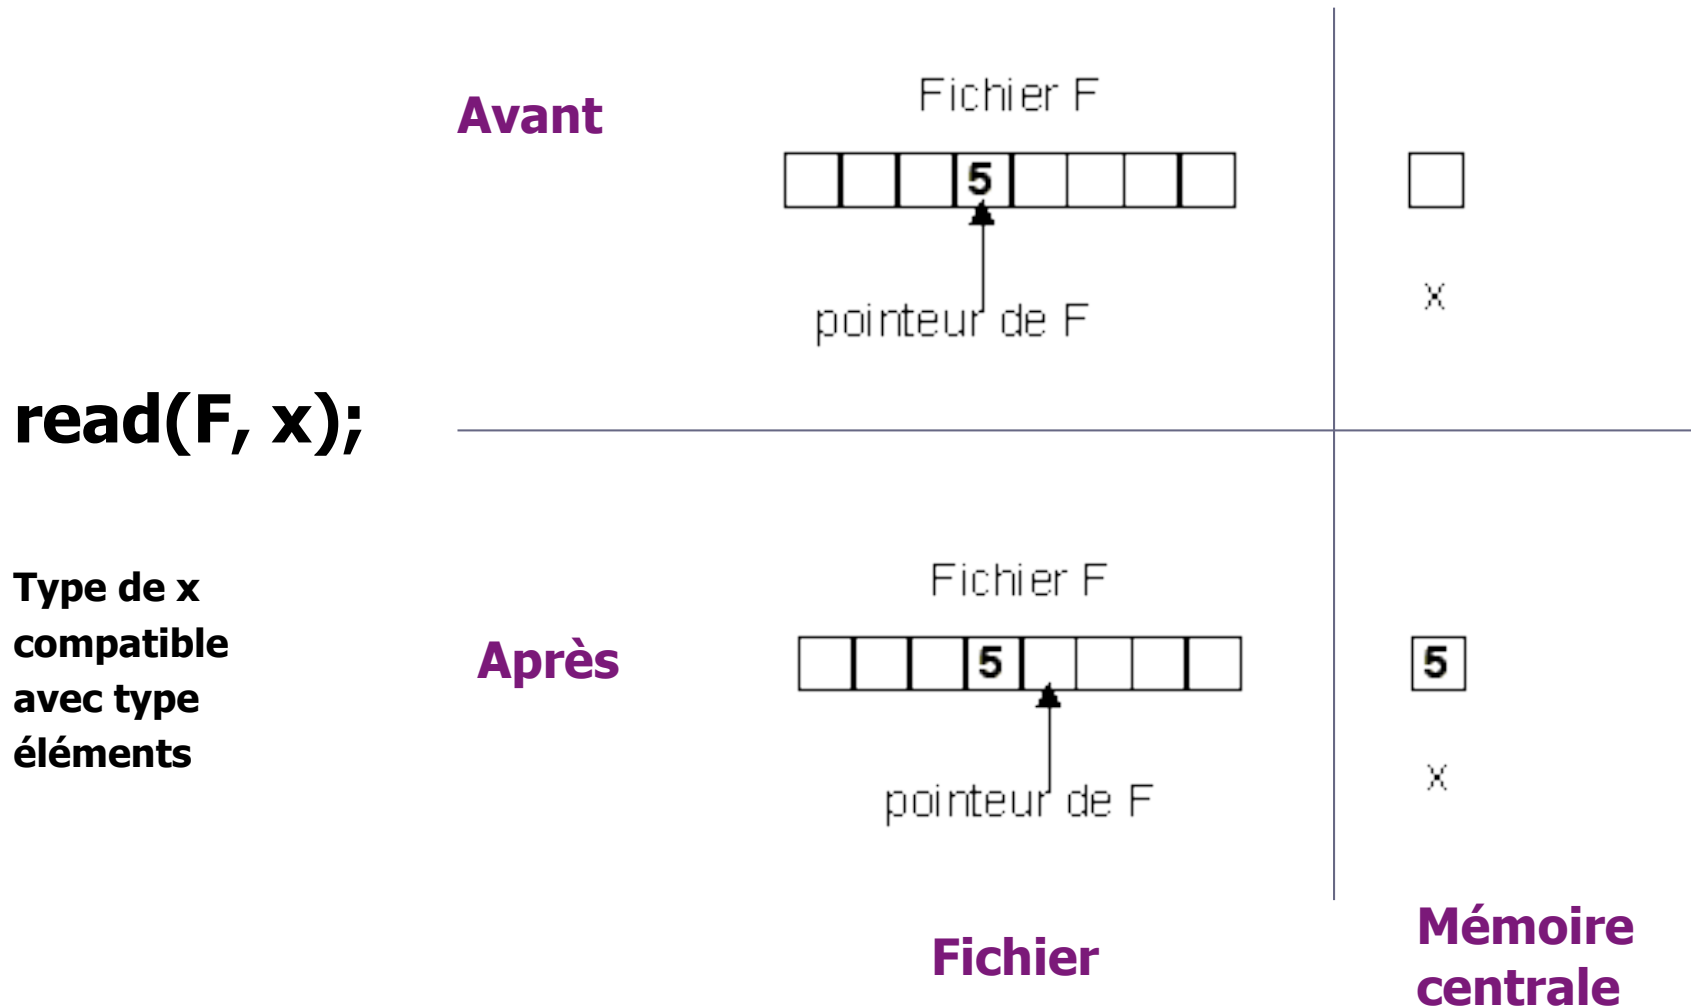 Avant
Fichier F
5
pointeur de F
x
read(F, x);
Type de x
compatible
avec type
éléments
Après
Fichier F
5
5
pointeur de F
x
Fichier
Mémoire
centrale